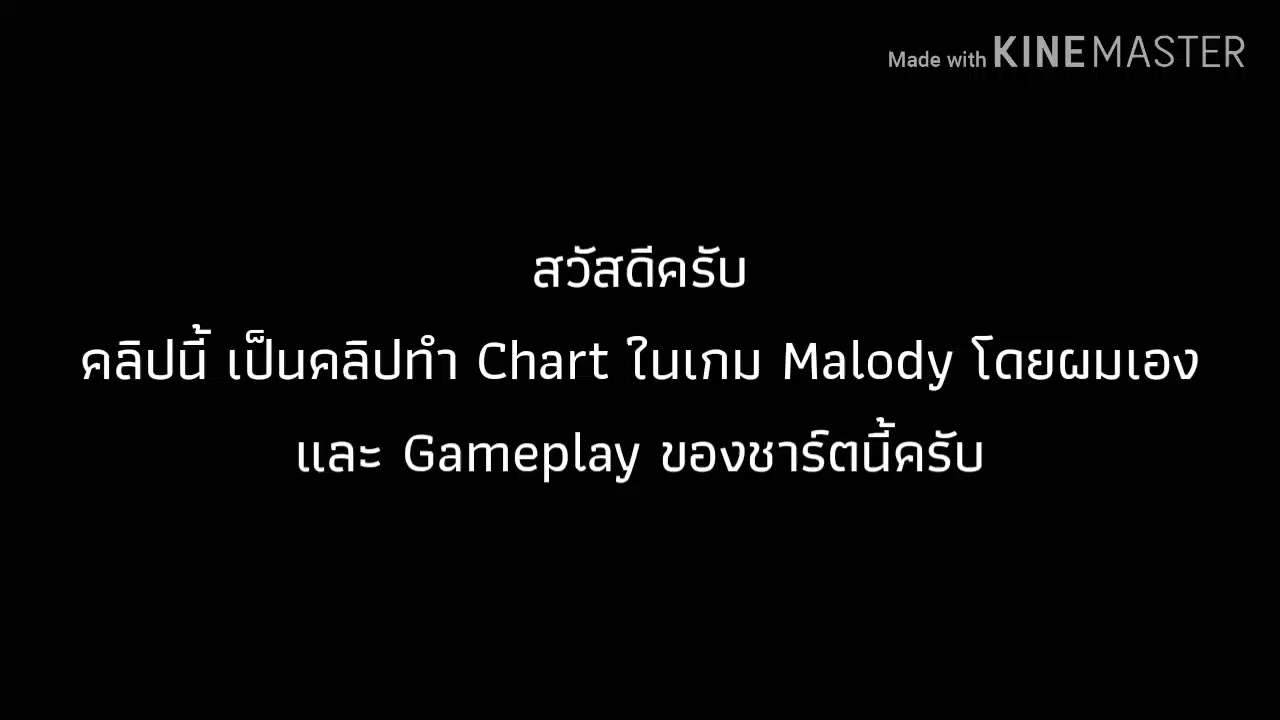 Made with KINEMASTER
สวัสดีครับ
คลิปนี้ เป็นคลิปทำ Chart ในเกม Malody โดยผมเอง
และ Gameplay ของชาร์ตนี้ครับ